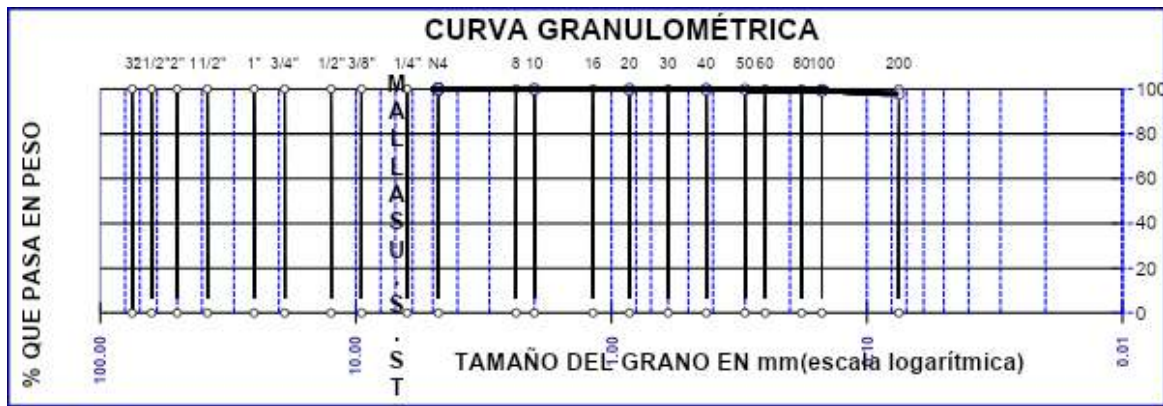 CURVA GRANULOMÉTRICA
32 1/2" 2" 1 1/2" 1" 3/4" 1/2" 3/8" 1/4" N4 8 10 16 20 30 40 50 60 80 100 200
% QUE PASA EN PESO
MALLAS U.S.ST
100
80
60
40
20
0
100.00 10.00 1.00 0.10 0.01
TAMAÑO DEL GRANO EN mm(escala logarítmica)